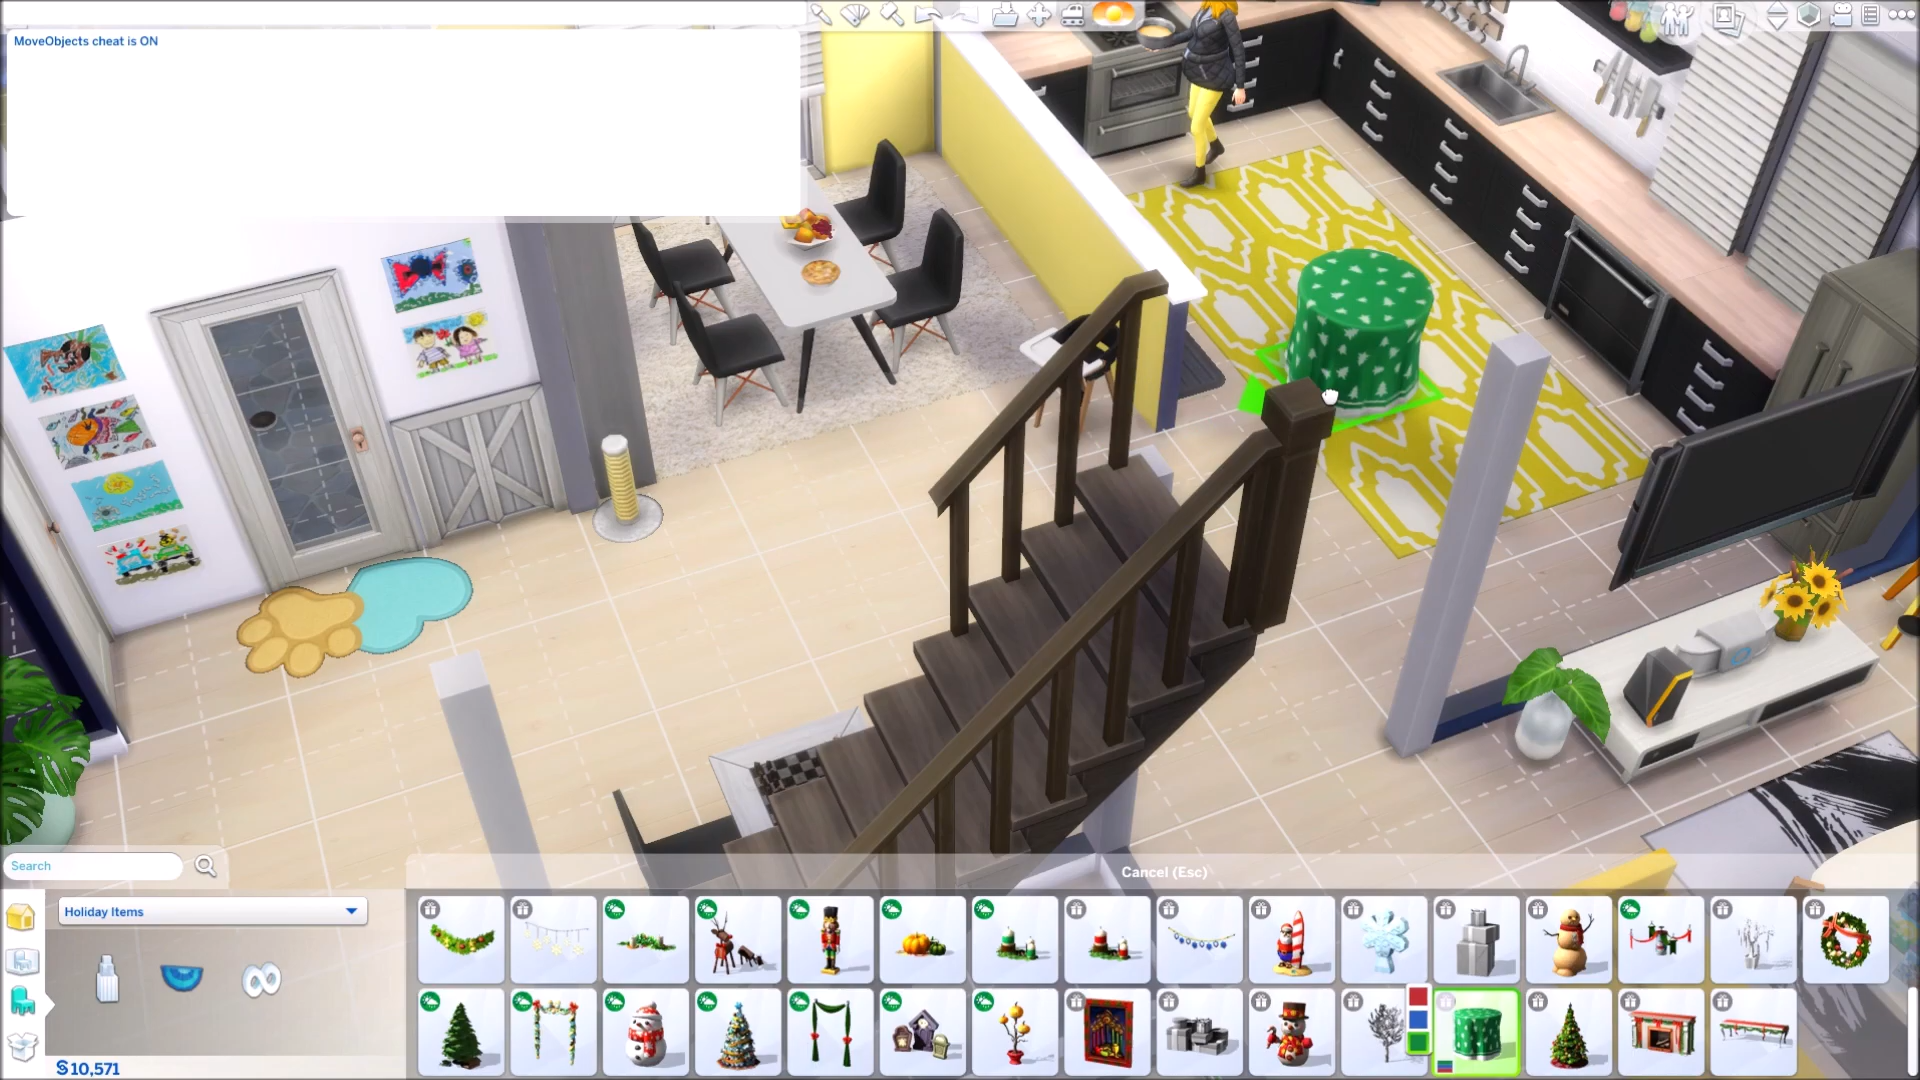 MoveObjects cheat is ON
Search
Cancel (Esc)
Holiday Items
§10,571